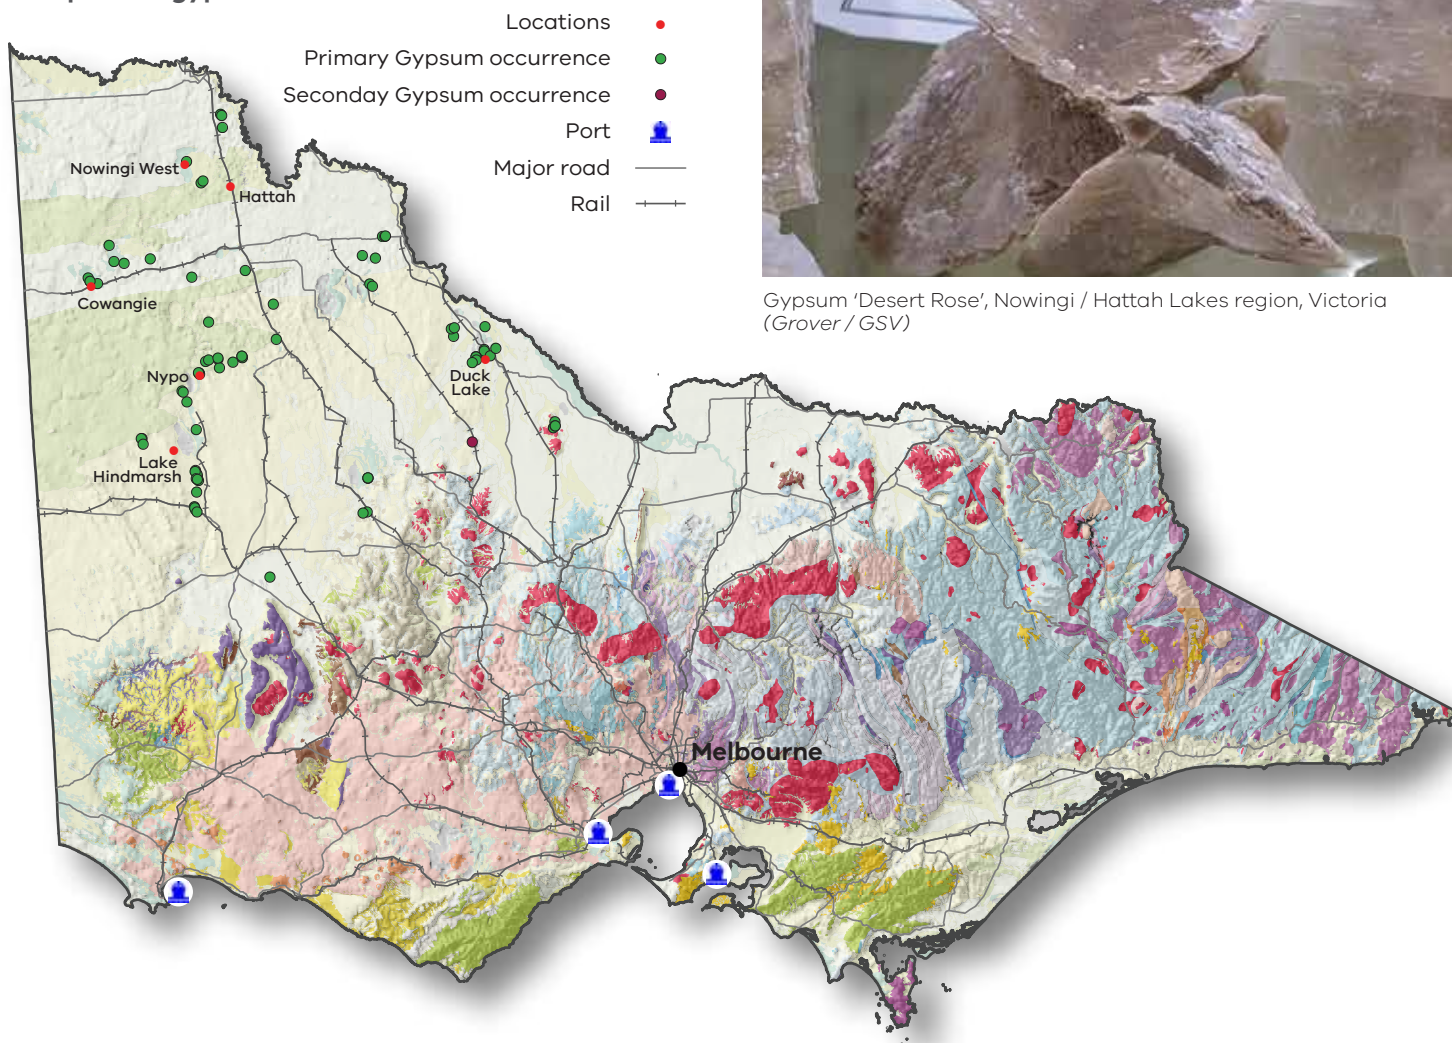 Locations
Primary Gypsum occurrence
Seconday Gypsum occurrence
Port
Major road
Rail
Nowingi West
Hattah
Cowangie
Nypo
Duck
Lake
Lake
Hindmarsh
Melbourne
Gypsum ‘Desert Rose’, Nowingi / Hattah Lakes region, Victoria
(Grover / GSV)